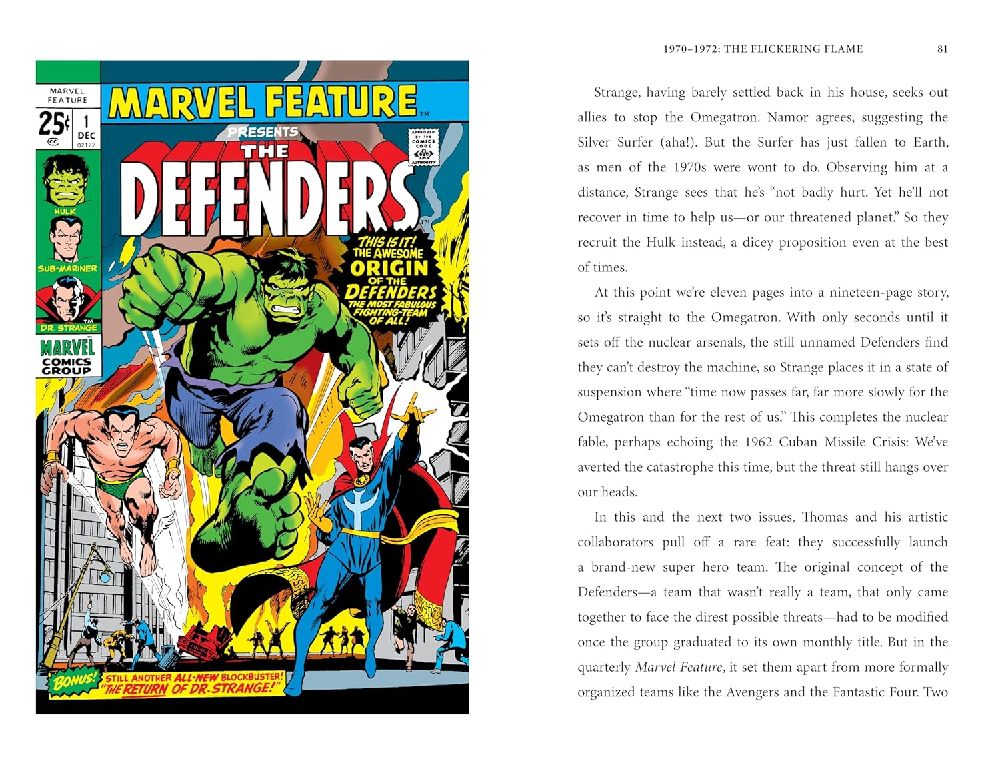 MARVEL
FEATURE
25¢
CC
1
DEC
02122
HULK
SUB-MARINER
TM
DR. STRANGE
MARVEL
COMICS
GROUP
MARVEL FEATURE TM
PRESENTS
THE
DEFENDERS TM
APPROVED
BY THE
COMICS
CODE
AUTHORITY
THIS IS IT!
THE AWESOME
ORIGIN
OF THE
DEFENDERS
THE MOST FABULOUS
FIGHTING-TEAM
OF ALL!
BONUS!
STILL ANOTHER ALL-NEW BLOCKBUSTER!
"THE RETURN OF DR. STRANGE!"
1970–1972: THE FLICKERING FLAME 81
Strange, having barely settled back in his house, seeks out
allies to stop the Omegatron. Namor agrees, suggesting the
Silver Surfer (aha!). But the Surfer has just fallen to Earth,
as men of the 1970s were wont to do. Observing him at a
distance, Strange sees that he’s “not badly hurt. Yet he’ll not
recover in time to help us—or our threatened planet.” So they
recruit the Hulk instead, a dicey proposition even at the best
of times.
At this point we’re eleven pages into a nineteen-page story,
so it’s straight to the Omegatron. With only seconds until it
sets off the nuclear arsenals, the still unnamed Defenders find
they can’t destroy the machine, so Strange places it in a state of
suspension where “time now passes far, far more slowly for the
Omegatron than for the rest of us.” This completes the nuclear
fable, perhaps echoing the 1962 Cuban Missile Crisis: We’ve
averted the catastrophe this time, but the threat still hangs over
our heads.
In this and the next two issues, Thomas and his artistic
collaborators pull off a rare feat: they successfully launch
a brand-new super hero team. The original concept of the
Defenders—a team that wasn’t really a team, that only came
together to face the direst possible threats—had to be modified
once the group graduated to its own monthly title. But in the
quarterly Marvel Feature, it set them apart from more formally
organized teams like the Avengers and the Fantastic Four. Two